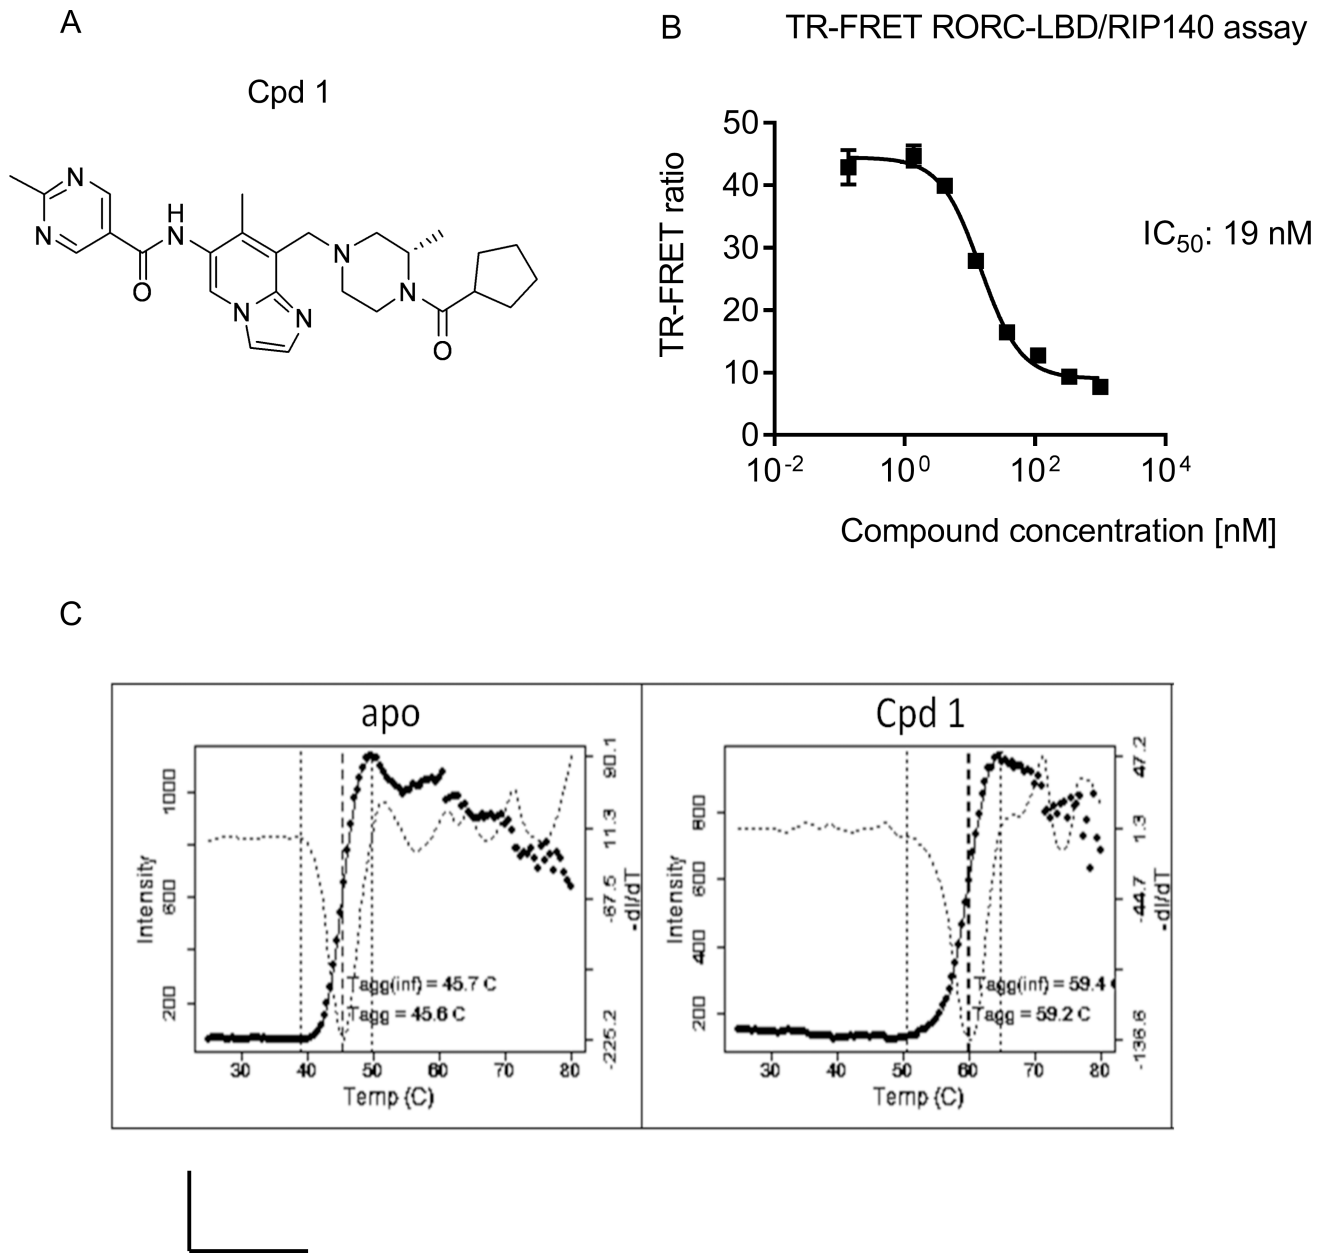 A
Cpd 1
N
N
O
H
N
N
N
N
N
O
B
TR-FRET RORC-LBD/RIP140 assay
TR-FRET ratio
50
40
30
20
10
0
10-2
100
102
104
IC50: 19 nM
Compound concentration [nM]
C
apo
Intensity
1000
600
200
90.1
11.3
-67.5
-225.2
-dI/dT
Tagg(inf) = 45.7 C
Tagg = 45.6 C
30 40 50 60 70 80
Temp (C)
Cpd 1
Intensity
800
600
400
200
47.2
1.3
-44.7
-136.6
-dI/dT
Tagg(inf) = 59.4
Tagg = 59.2 C
30 40 50 60 70 80
Temp (C)